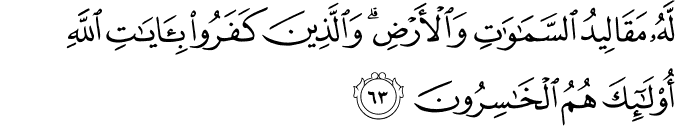 لَّهُۥ مَقَالِيدُ ٱلسَّمَٰوَٰتِ وَٱلْأَرْضِ ۗ وَٱلَّذِينَ كَفَرُوا۟ بِـَٔايَٰتِ ٱللَّهِ
أُو۟لَٰٓئِكَ هُمُ ٱلْخَٰسِرُونَ ٦٣